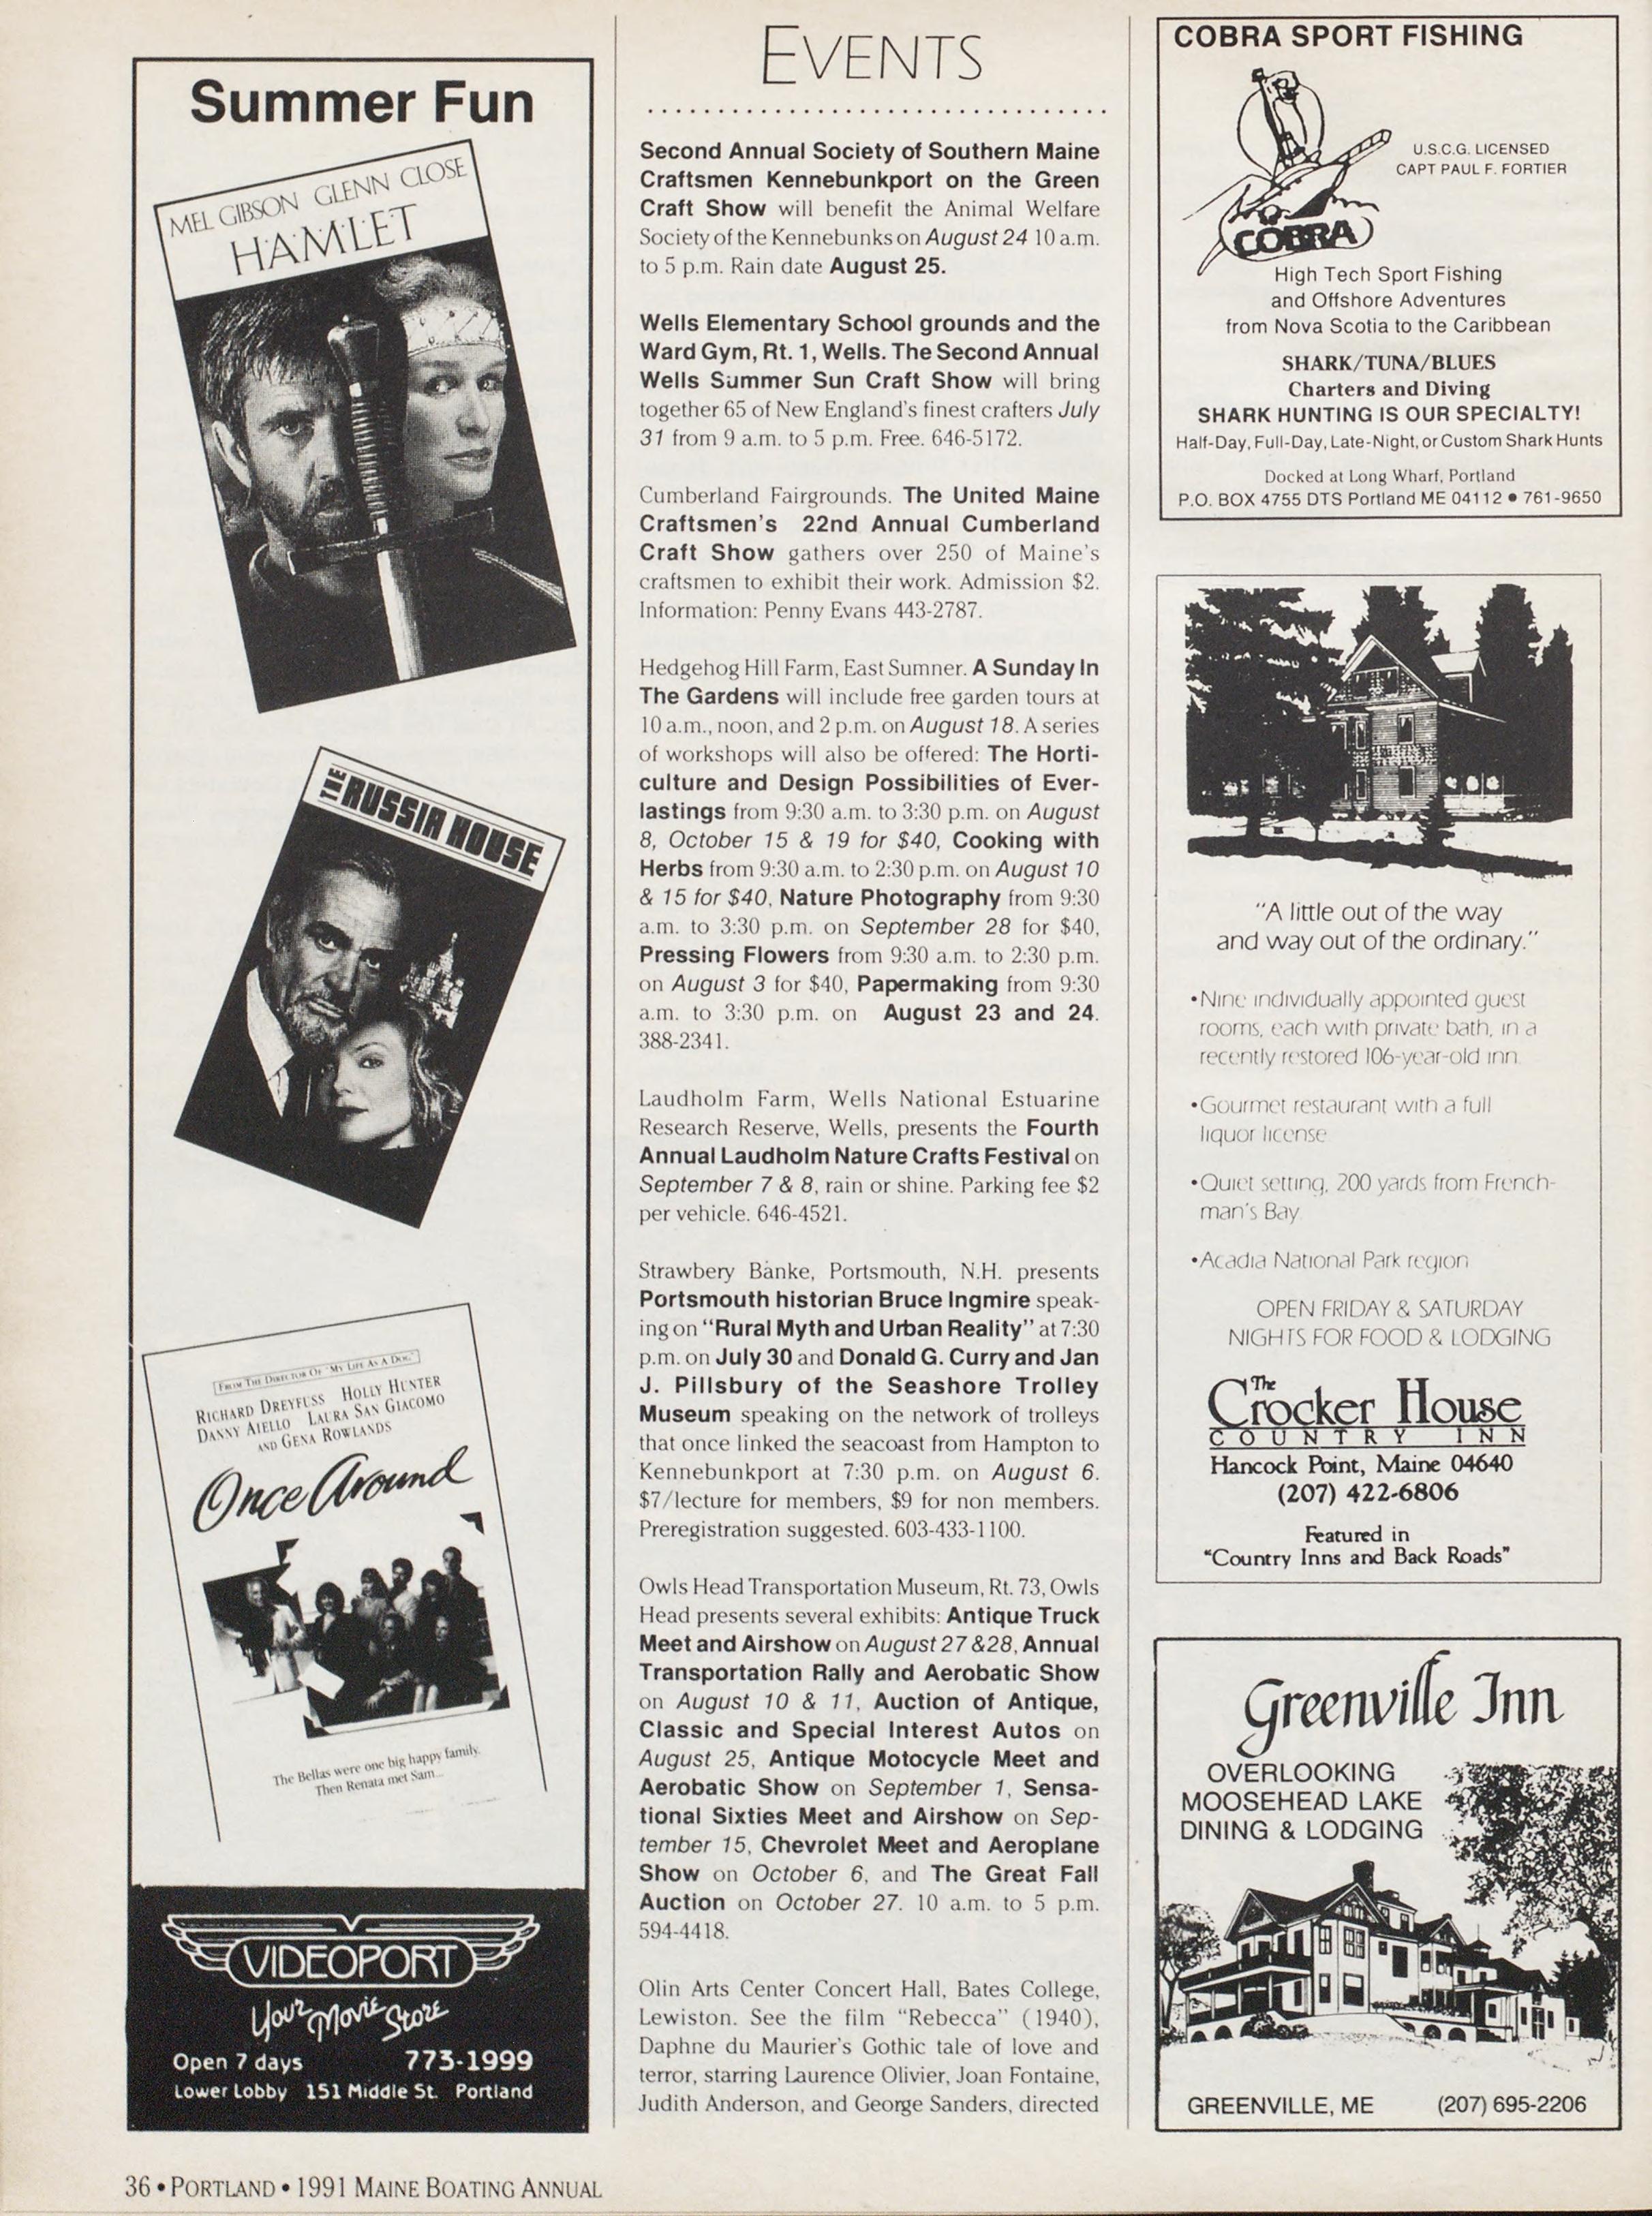 Summer Fun
MEL GIBSON GLENN CLOSE
HAMLET
THE RUSSIA HOUSE
FROM THE DIRECTOR OF "MY LIFE AS A DOG"
RICHARD DREYFUSS HOLLY HUNTER
DANNY AIELLO LAURA SAN GIACOMO
AND GENA ROWLANDS
Once Around
The Bellas were one big happy family.
Then Renata met Sam...
VIDEOPORT
Your Movie Store
Open 7 days 773-1999
Lower Lobby 151 Middle St. Portland
EVENTS
Second Annual Society of Southern Maine
Craftsmen Kennebunkport on the Green
Craft Show will benefit the Animal Welfare
Society of the Kennebunks on August 24 10 a.m.
to 5 p.m. Rain date August 25.
Wells Elementary School grounds and the
Ward Gym, Rt. 1, Wells. The Second Annual
Wells Summer Sun Craft Show will bring
together 65 of New England's finest crafters July
31 from 9 a.m. to 5 p.m. Free. 646-5172.
Cumberland Fairgrounds. The United Maine
Craftsmen's 22nd Annual Cumberland
Craft Show gathers over 250 of Maine's
craftsmen to exhibit their work. Admission $2.
Information: Penny Evans 443-2787.
Hedgehog Hill Farm, East Sumner. A Sunday In
The Gardens will include free garden tours at
10 a.m., noon, and 2 p.m. on August 18. A series
of workshops will also be offered: The Horti-
culture and Design Possibilities of Ever-
lastings from 9:30 a.m. to 3:30 p.m. on August
8, October 15 & 19 for $40, Cooking with
Herbs from 9:30 a.m. to 2:30 p.m. on August 10
& 15 for $40, Nature Photography from 9:30
a.m. to 3:30 p.m. on September 28 for $40,
Pressing Flowers from 9:30 a.m. to 2:30 p.m.
on August 3 for $40, Papermaking from 9:30
a.m. to 3:30 p.m. on August 23 and 24.
388-2341.
Laudholm Farm, Wells National Estuarine
Research Reserve, Wells, presents the Fourth
Annual Laudholm Nature Crafts Festival on
September 7 & 8, rain or shine. Parking fee $2
per vehicle. 646-4521.
Strawbery Banke, Portsmouth, N.H. presents
Portsmouth historian Bruce Ingmire speak-
ing on "Rural Myth and Urban Reality" at 7:30
p.m. on July 30 and Donald G. Curry and Jan
J. Pillsbury of the Seashore Trolley
Museum speaking on the network of trolleys
that once linked the seacoast from Hampton to
Kennebunkport at 7:30 p.m. on August 6.
$7/lecture for members, $9 for non members.
Preregistration suggested. 603-433-1100.
Owls Head Transportation Museum, Rt. 73, Owls
Head presents several exhibits: Antique Truck
Meet and Airshow on August 27 &28, Annual
Transportation Rally and Aerobatic Show
on August 10 & 11, Auction of Antique,
Classic and Special Interest Autos on
August 25, Antique Motocycle Meet and
Aerobatic Show on September 1, Sensa-
tional Sixties Meet and Airshow on Sep-
tember 15, Chevrolet Meet and Aeroplane
Show on October 6, and The Great Fall
Auction on October 27. 10 a.m. to 5 p.m.
594-4418.
Olin Arts Center Concert Hall, Bates College,
Lewiston. See the film "Rebecca" (1940),
Daphne du Maurier's Gothic tale of love and
terror, starring Laurence Olivier, Joan Fontaine,
Judith Anderson, and George Sanders, directed
COBRA SPORT FISHING
U.S.C.G. LICENSED
CAPT PAUL F. FORTIER
COBRA
High Tech Sport Fishing
and Offshore Adventures
from Nova Scotia to the Caribbean
SHARK/TUNA/BLUES
Charters and Diving
SHARK HUNTING IS OUR SPECIALTY!
Half-Day, Full-Day, Late-Night, or Custom Shark Hunts
Docked at Long Wharf, Portland
P.O. BOX 4755 DTS Portland ME 04112 • 761-9650
"A little out of the way
and way out of the ordinary."
•Nine individually appointed guest
rooms, each with private bath, in a
recently restored 106-year-old inn.
•Gourmet restaurant with a full
liquor license.
•Quiet setting, 200 yards from French-
man's Bay.
•Acadia National Park region
OPEN FRIDAY & SATURDAY
NIGHTS FOR FOOD & LODGING
The
Crocker House
COUNTRY INN
Hancock Point, Maine 04640
(207) 422-6806
Featured in
"Country Inns and Back Roads"
Greenville Inn
OVERLOOKING
MOOSEHEAD LAKE
DINING & LODGING
GREENVILLE, ME (207) 695-2206
36 • PORTLAND • 1991 MAINE BOATING ANNUAL